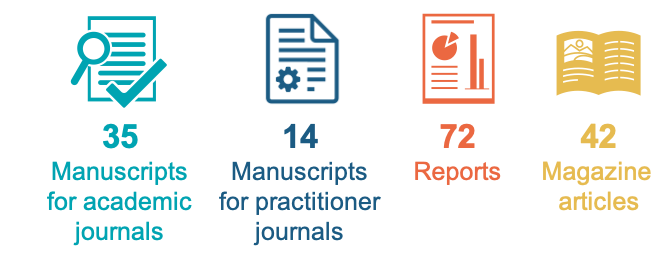 35
Manuscripts
for academic
journals
14
Manuscripts
for practitioner
journals
72
Reports
42
Magazine
articles